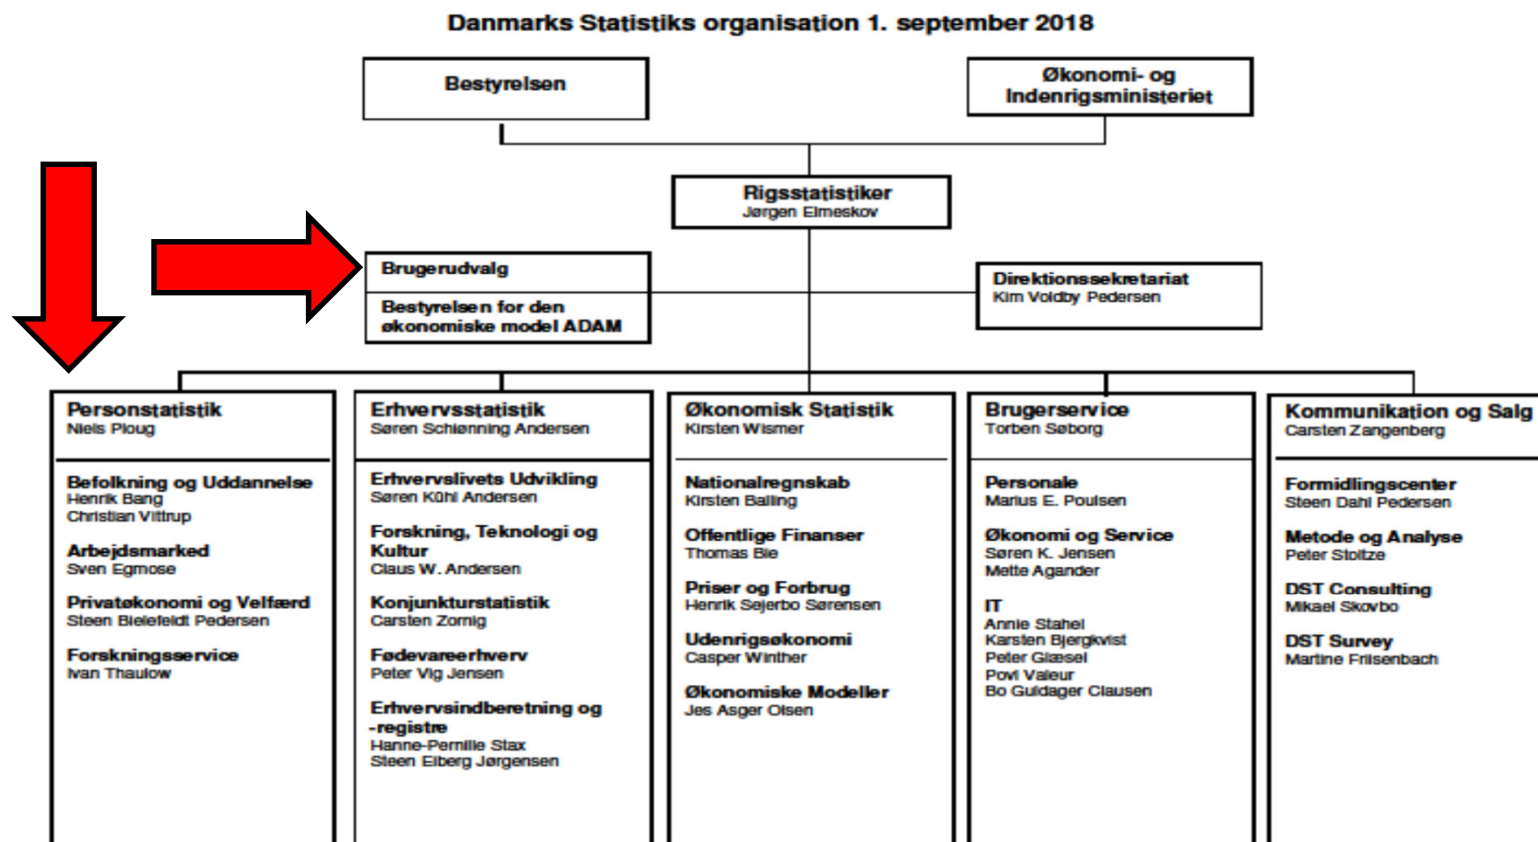 Danmarks Statistiks organisation 1. september 2018
Bestyrelsen
Økonomi- og
Indenrigsministeriet
Rigsstatistiker
Jørgen Elmeskov
Brugerudvalg
Bestyrelsen for den
økonomiske model ADAM
Direktionssekretariat
Kim Voldby Pedersen
Personstatistik
Niels Ploug
Befolkning og Uddannelse
Henrik Bang
Christian Vittrup
Arbejdsmarked
Sven Egmose
Privatøkonomi og Velfærd
Steen Bielefeldt Pedersen
Forskningsservice
Ivan Thaulow
Erhvervsstatistik
Søren Schiønning Andersen
Erhvervslivets Udvikling
Søren Kühl Andersen
Forskning, Teknologi og
Kultur
Claus W. Andersen
Konjunkturstatistik
Carsten Zornig
Fødevareerhverv
Peter Vig Jensen
Erhvervsindberetning og
-registre
Hanne-Pernille Stax
Steen Eiberg Jørgensen
Økonomisk Statistik
Kirsten Wismer
Nationalregnskab
Kirsten Balling
Offentlige Finanser
Thomas Bie
Priser og Forbrug
Henrik Sejerbo Sørensen
Udenrigsøkonomi
Casper Winther
Økonomiske Modeller
Jes Asger Olsen
Brugerservice
Torben Søborg
Personale
Marius E. Poulsen
Økonomi og Service
Søren K. Jensen
Mette Agander
IT
Annie Stahel
Karsten Bjergkvist
Peter Glæsel
Povl Valeur
Bo Guldager Clausen
Kommunikation og Salg
Carsten Zangenberg
Formidlingscenter
Steen Dahl Pedersen
Metode og Analyse
Peter Stoltze
DST Consulting
Mikael Skovbo
DST Survey
Martine Friisenbach